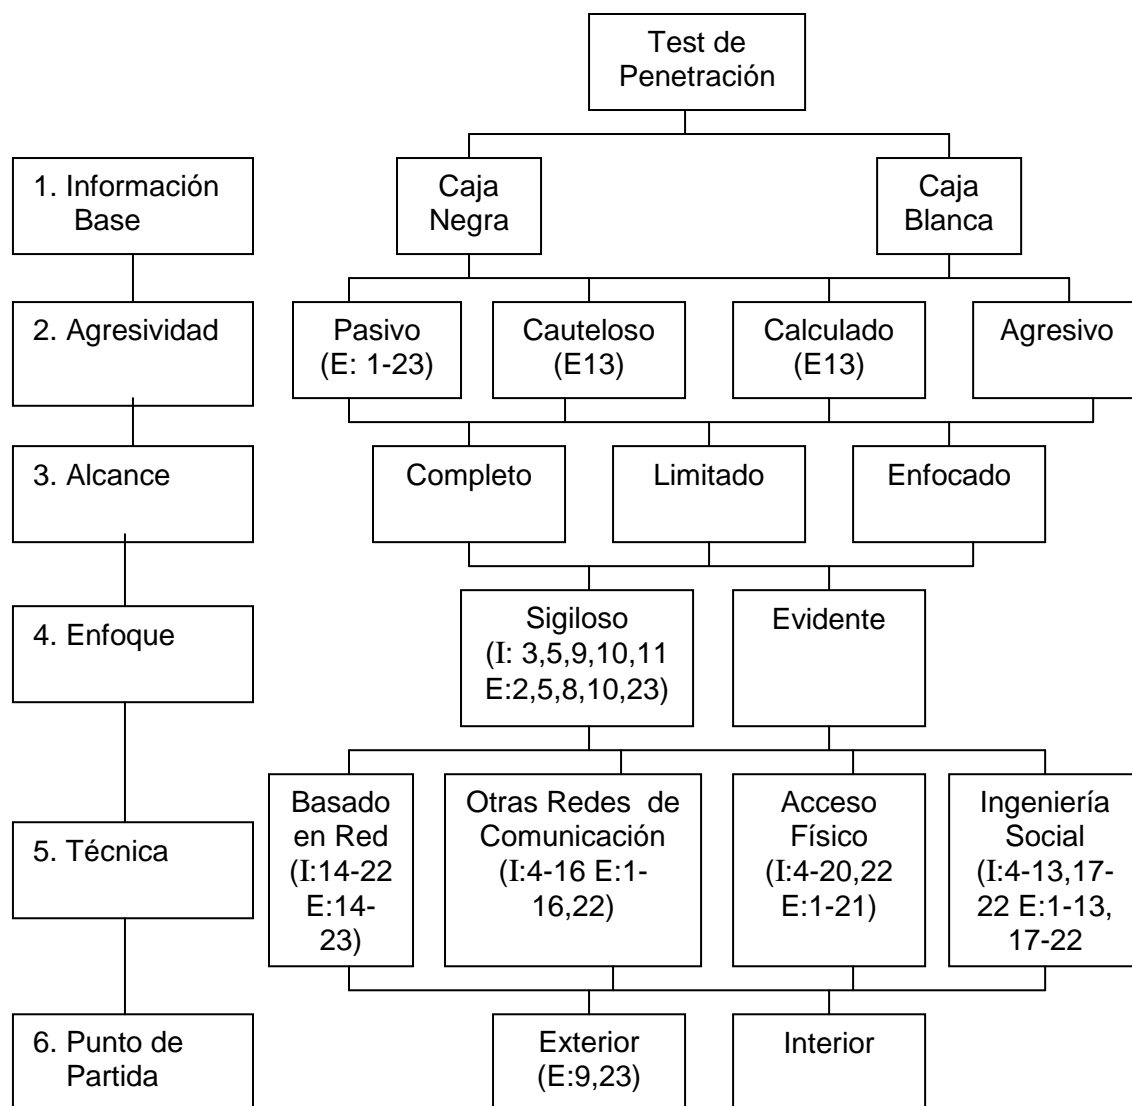 Test de
Penetración
1. Información
Base
Caja
Negra
Caja
Blanca
2. Agresividad
Pasivo
(E: 1-23)
Cauteloso
(E13)
Calculado
(E13)
Agresivo
3. Alcance
Completo
Limitado
Enfocado
4. Enfoque
Sigiloso
(I: 3,5,9,10,11
E:2,5,8,10,23)
Evidente
5. Técnica
Basado
en Red
(I:14-22
E:14-
23)
Otras Redes de
Comunicación
(I:4-16 E:1-
16,22)
Acceso
Físico
(I:4-20,22
E:1-21)
Ingeniería
Social
(I:4-13,17-
22 E:1-13,
17-22
6. Punto de
Partida
Exterior
(E:9,23)
Interior